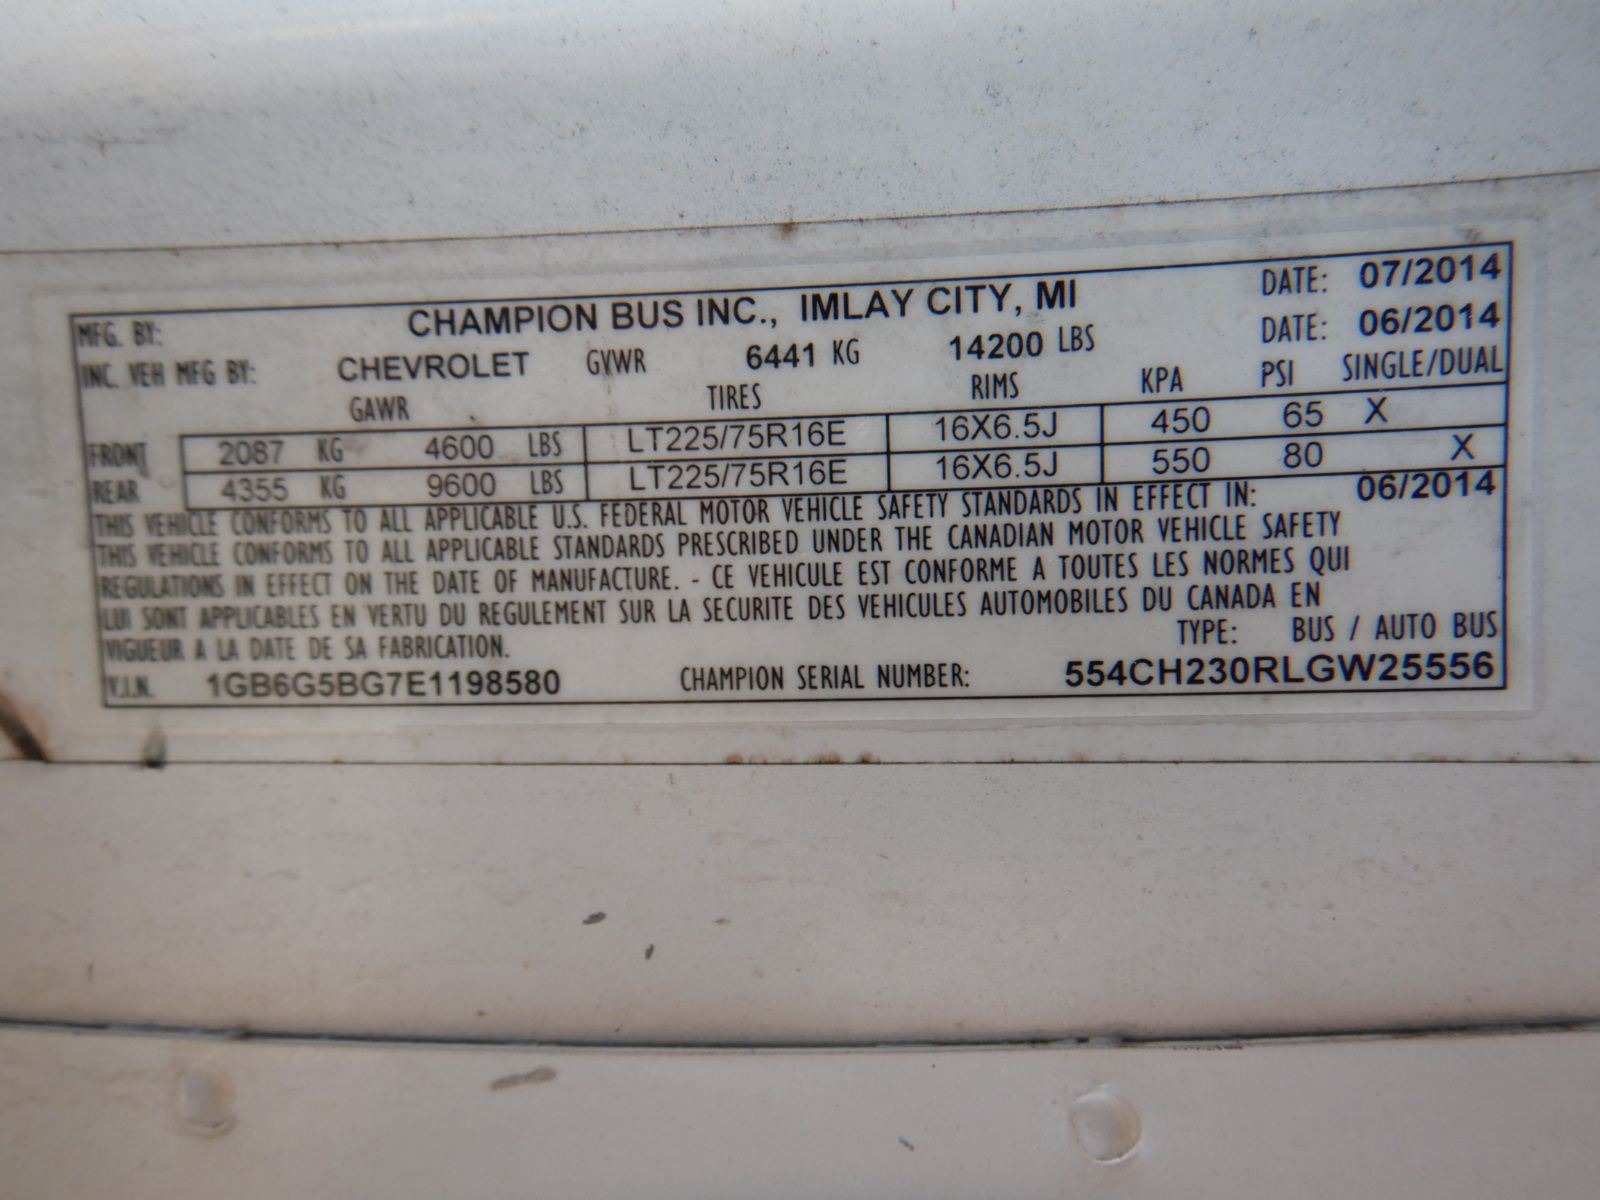 MFG. BY: CHAMPION BUS INC., IMLAY CITY, MI DATE: 07/2014
INC. VEH MFG BY: CHEVROLET GVWR 6441 KG 14200 LBS DATE: 06/2014
GAWR TIRES RIMS KPA PSI SINGLE/DUAL
FRONT 2087 KG 4600 LBS LT225/75R16E 16X6.5J 450 65 X
REAR 4355 KG 9600 LBS LT225/75R16E 16X6.5J 550 80 X
THIS VEHICLE CONFORMS TO ALL APPLICABLE U.S. FEDERAL MOTOR VEHICLE SAFETY STANDARDS IN EFFECT IN: 06/2014
THIS VEHICLE CONFORMS TO ALL APPLICABLE STANDARDS PRESCRIBED UNDER THE CANADIAN MOTOR VEHICLE SAFETY
REGULATIONS IN EFFECT ON THE DATE OF MANUFACTURE. - CE VEHICULE EST CONFORME A TOUTES LES NORMES QUI
LUI SONT APPLICABLES EN VERTU DU REGULEMENT SUR LA SECURITE DES VEHICULES AUTOMOBILES DU CANADA EN
VIGUEUR A LA DATE DE SA FABRICATION. TYPE: BUS / AUTO BUS
V.I.N. 1GB6G5BG7E1198580 CHAMPION SERIAL NUMBER: 554CH230RLGW25556